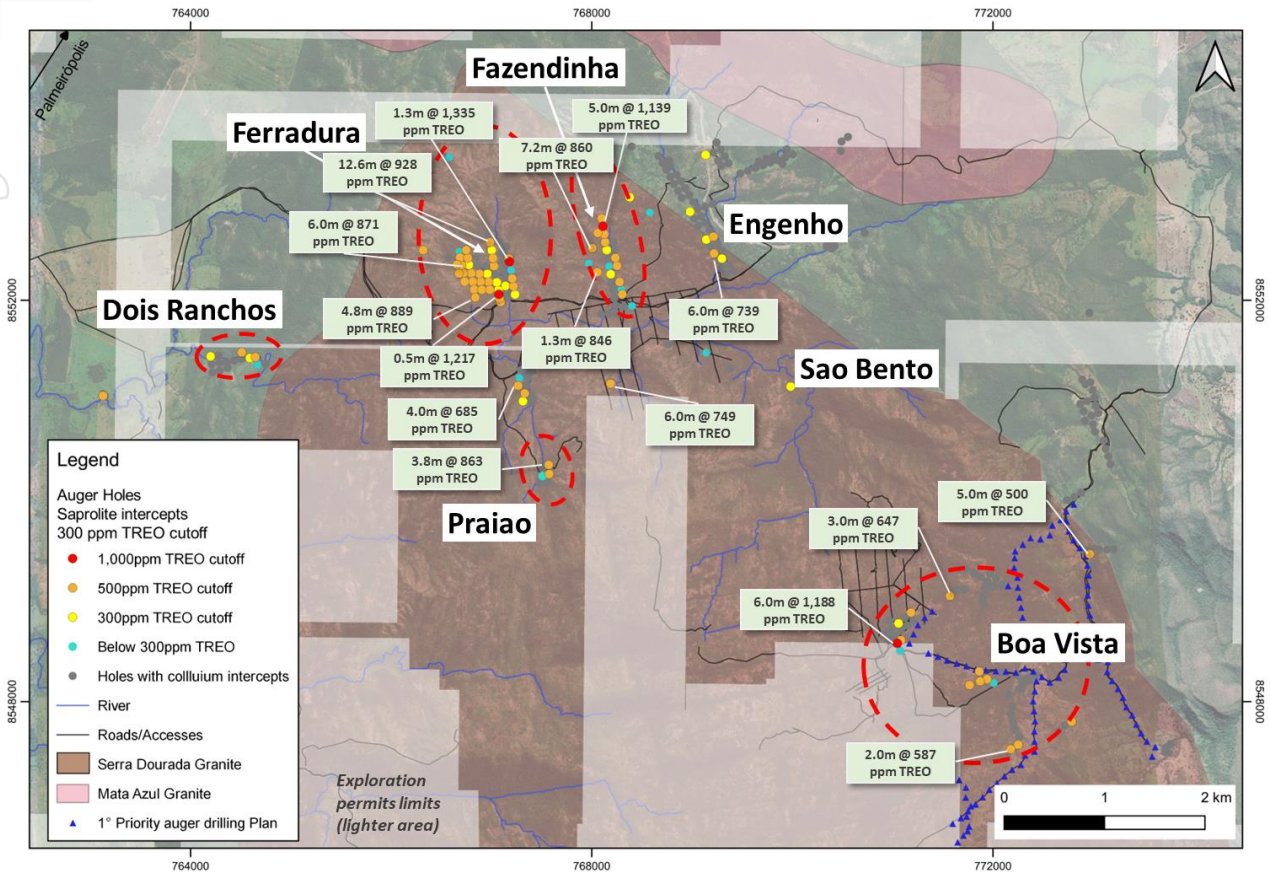 764000
768000
772000
Palmeirópolis
Fazendinha
1.3m @ 1,335
ppm TREO
5.0m @ 1,139
ppm TREO
Ferradura
7.2m @ 860
ppm TREO
12.6m @ 928
ppm TREO
6.0m @ 871
ppm TREO
Engenho
8552000
8552000
Dois Ranchos
4.8m @ 889
ppm TREO
6.0m @ 739
ppm TREO
1.3m @ 846
ppm TREO
0.5m @ 1,217
ppm TREO
Sao Bento
4.0m @ 685
ppm TREO
6.0m @ 749
ppm TREO
3.8m @ 863
ppm TREO
Praiao
5.0m @ 500
ppm TREO
3.0m @ 647
ppm TREO
6.0m @ 1,188
ppm TREO
Boa Vista
2.0m @ 587
ppm TREO
8548000
8548000
Legend
Auger Holes
Saprolite intercepts
300 ppm TREO cutoff
1,000ppm TREO cutoff
500ppm TREO cutoff
300ppm TREO cutoff
Below 300ppm TREO
Holes with collluium intercepts
River
Roads/Accesses
Serra Dourada Granite
Mata Azul Granite
1° Priority auger drilling Plan
Exploration
permits limits
(lighter area)
0 1 2 km
764000
768000
772000